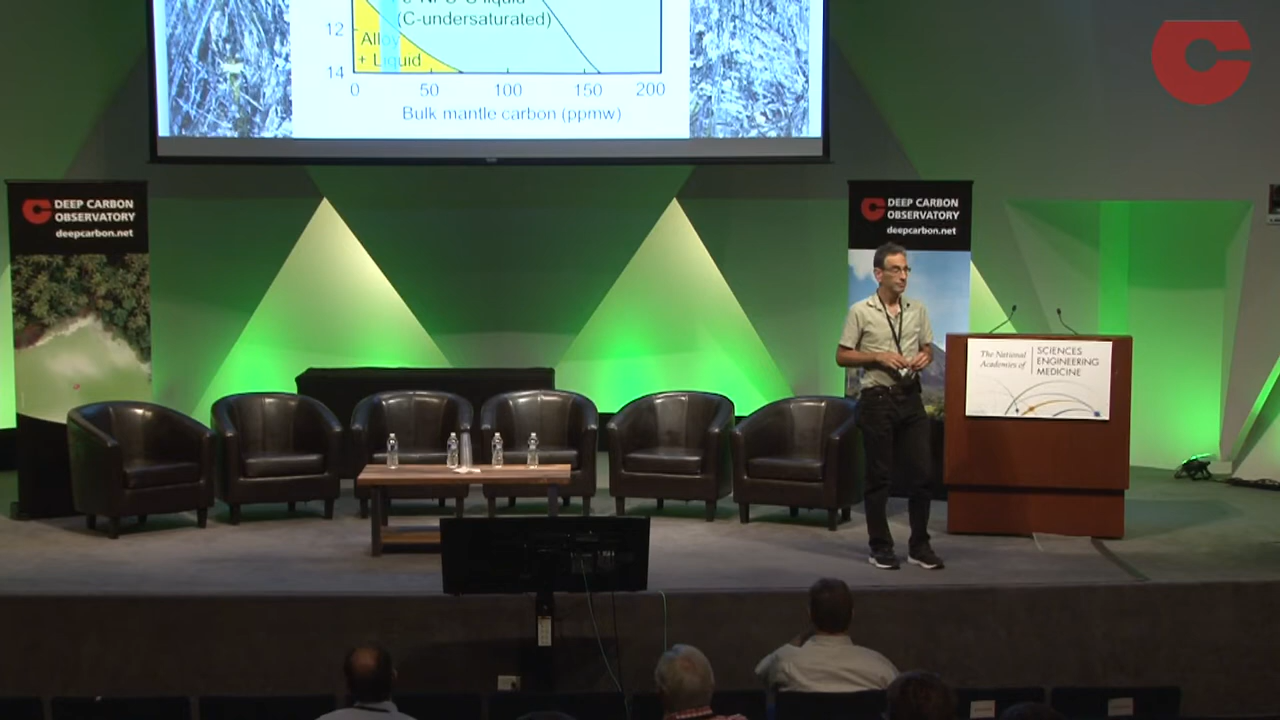 (C-undersaturated)
12
Alloy
+ Liquid
14
0
50
100
150
200
Bulk mantle carbon (ppmw)
DEEP CARBON
OBSERVATORY
deepcarbon.net
DEEP CARBON
OBSERVATORY
deepcarbon.net
The National
Academies of
SCIENCES
ENGINEERING
MEDICINE